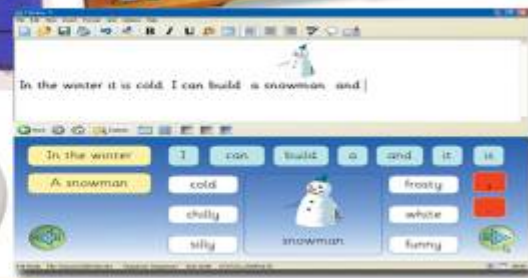 B I U
In the winter it is cold. I can build a snowman and
In the winter I can build a and it is
A snowman cold frosty ,
chilly white .
silly snowman funny